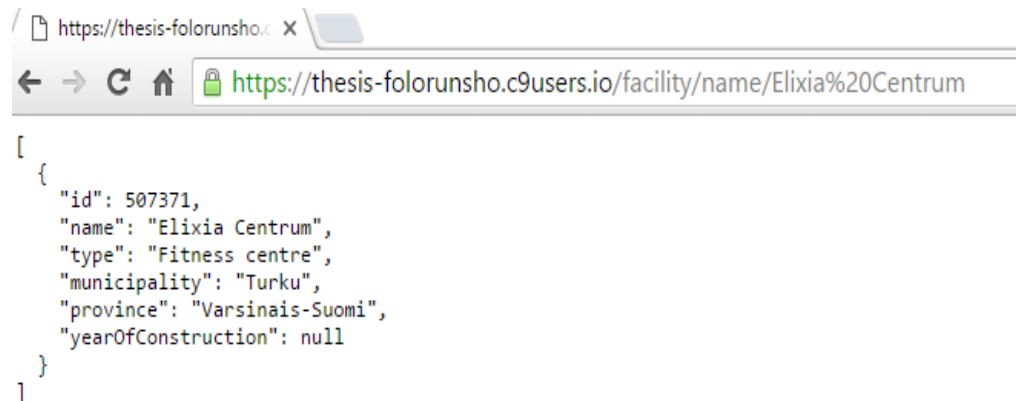 https://thesis-folorunsho.c
https://thesis-folorunsho.c9users.io/facility/name/Elixia%20Centrum
[
{
"id": 507371,
"name": "Elixia Centrum",
"type": "Fitness centre",
"municipality": "Turku",
"province": "Varsinais-Suomi",
"yearOfConstruction": null
}
]